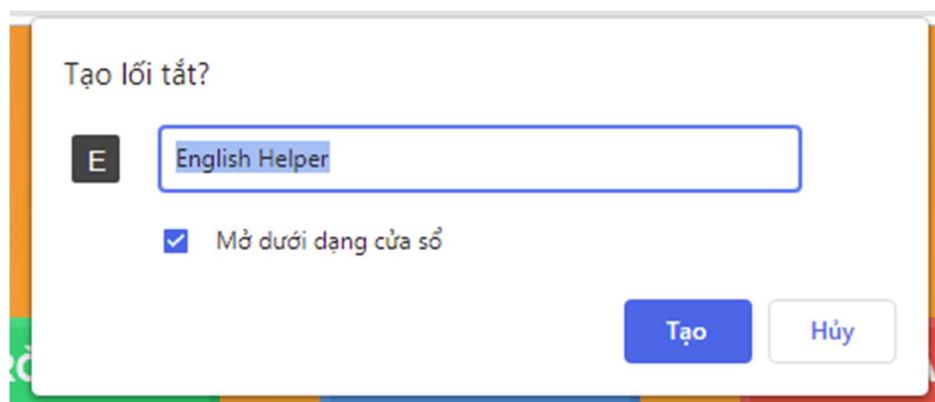 Tạo lối tắt?
E
English Helper
Mở dưới dạng cửa sổ
Tạo
Hủy